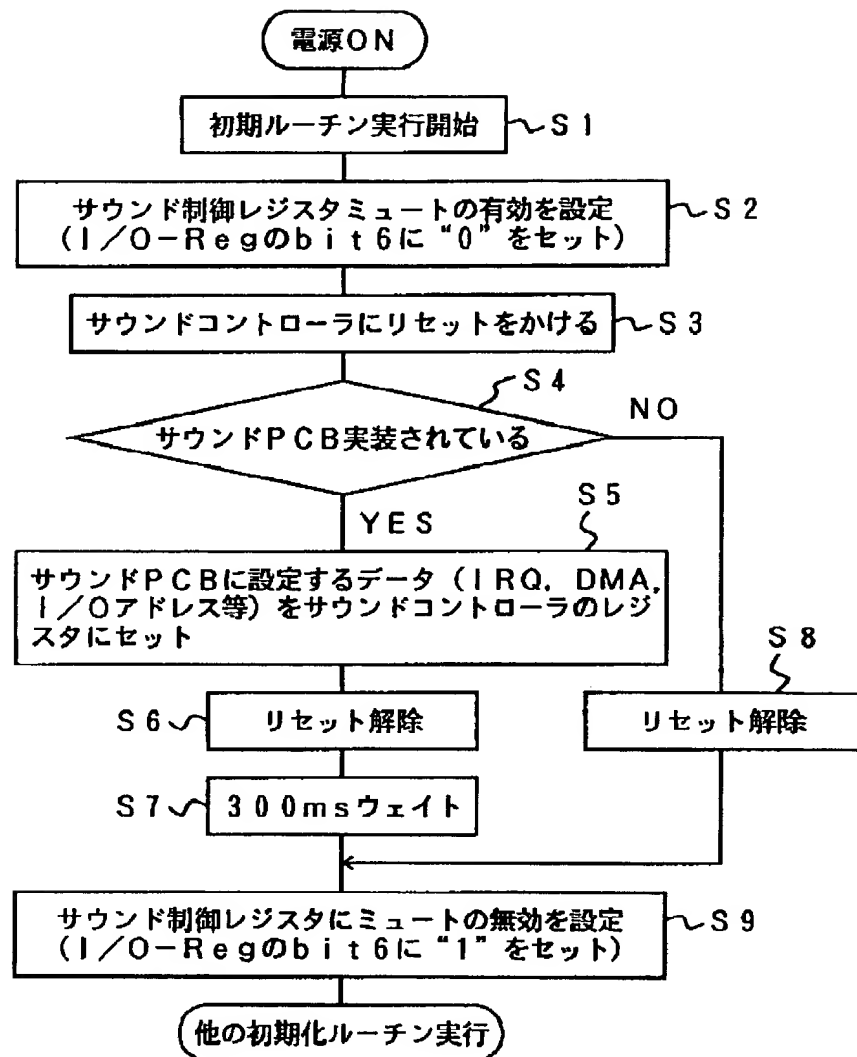 電源ON
初期ルーチン実行開始
S1
サウンド制御レジスタミュートの有効を設定
(I/O-Regのbit6に“0”をセット)
S2
サウンドコントローラにリセットをかける
S3
S4
サウンドPCB実装されている
NO
YES
S5
サウンドPCBに設定するデータ(IRQ,DMA,
I/Oアドレス等)をサウンドコントローラのレジ
スタにセット
S6
リセット解除
S8
リセット解除
S7
300msウェイト
サウンド制御レジスタにミュートの無効を設定
(I/O-Regのbit6に“1”をセット)
S9
他の初期化ルーチン実行